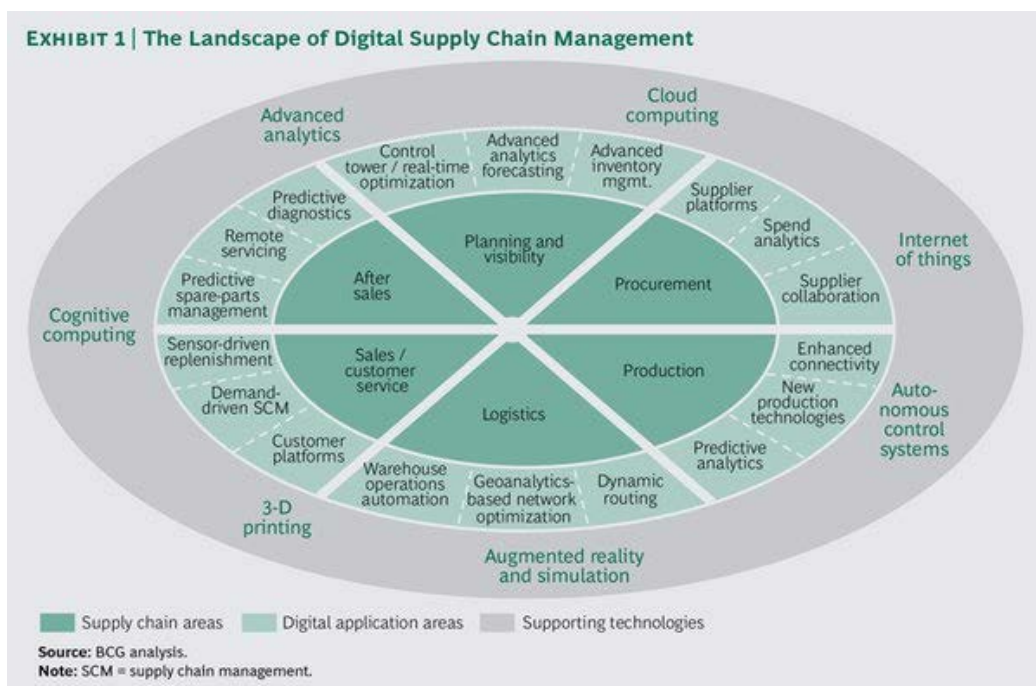 EXHIBIT 1 | The Landscape of Digital Supply Chain Management
Advanced
analytics
Cloud
computing
Internet
of things
Auto-
nomous
control
systems
Augmented reality
and simulation
3-D
printing
Cognitive
computing
Control
tower / real-time
optimization
Advanced
analytics
forecasting
Advanced
inventory
mgmt.
Supplier
platforms
Spend
analytics
Supplier
collaboration
Enhanced
connectivity
New
production
technologies
Predictive
analytics
Dynamic
routing
Geoanalytics-
based network
optimization
Warehouse
operations
automation
Customer
platforms
Demand-
driven SCM
Sensor-driven
replenishment
Predictive
spare-parts
management
Remote
servicing
Predictive
diagnostics
Planning and
visibility
Procurement
Production
Logistics
Sales /
customer
service
After
sales
Supply chain areas
Digital application areas
Supporting technologies
Source: BCG analysis.
Note: SCM = supply chain management.